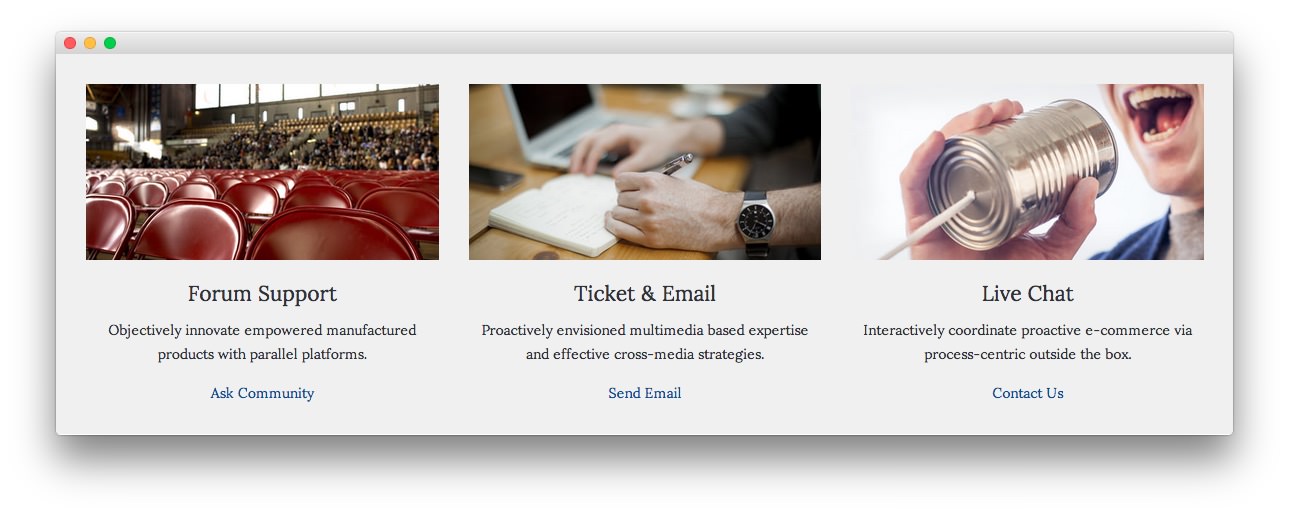 Forum Support
Objectively innovate empowered manufactured
products with parallel platforms.
Ask Community
Ticket & Email
Proactively envisioned multimedia based expertise
and effective cross-media strategies.
Send Email
Live Chat
Interactively coordinate proactive e-commerce via
process-centric outside the box.
Contact Us